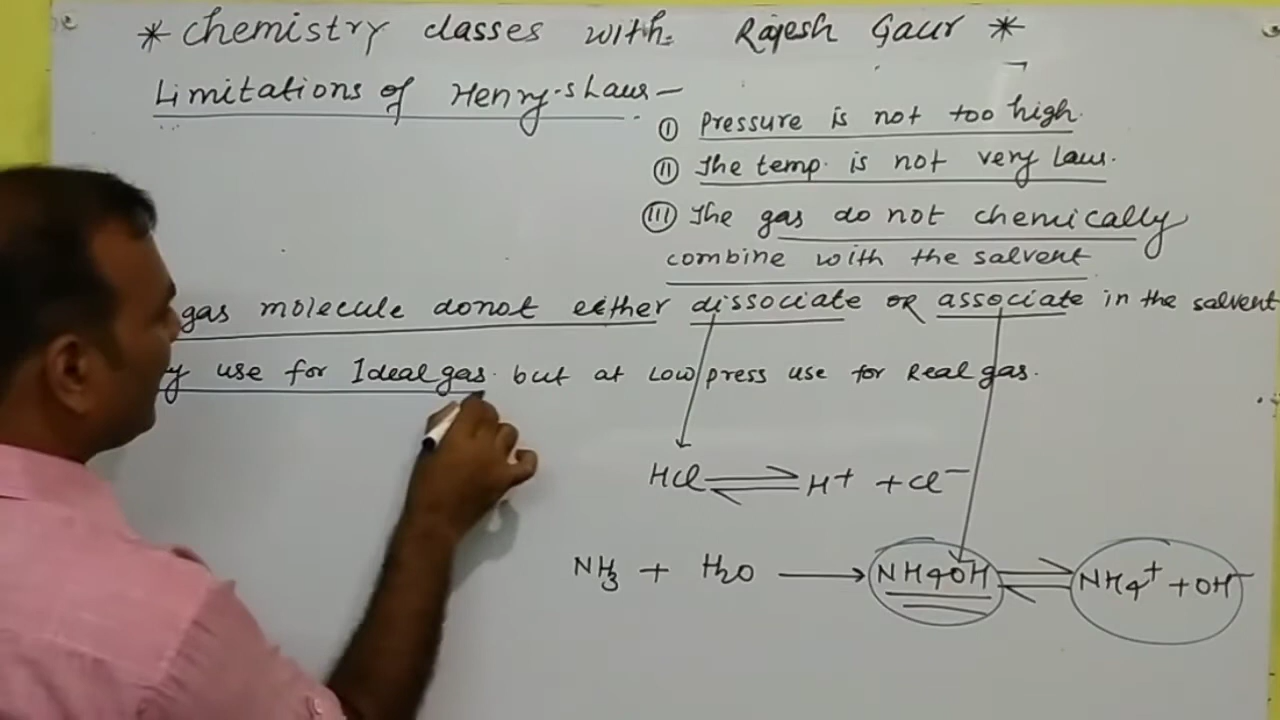 * Chemistry classes with Rajesh Gaur *
Limitations of Henry-s Laws -
(I) Pressure is not too high.
(II) The temp. is not very Laws.
(III) The gas do not chemically
combine with the salvent
gas molecule donot either dissociate OR associate in the salvent
use for Ideal gas. but at Low press use for Real gas.
HCl ⇌ H+ + Cl−
NH3 + H2O ⟶ NH4OH ⇌ NH4+ + OH−